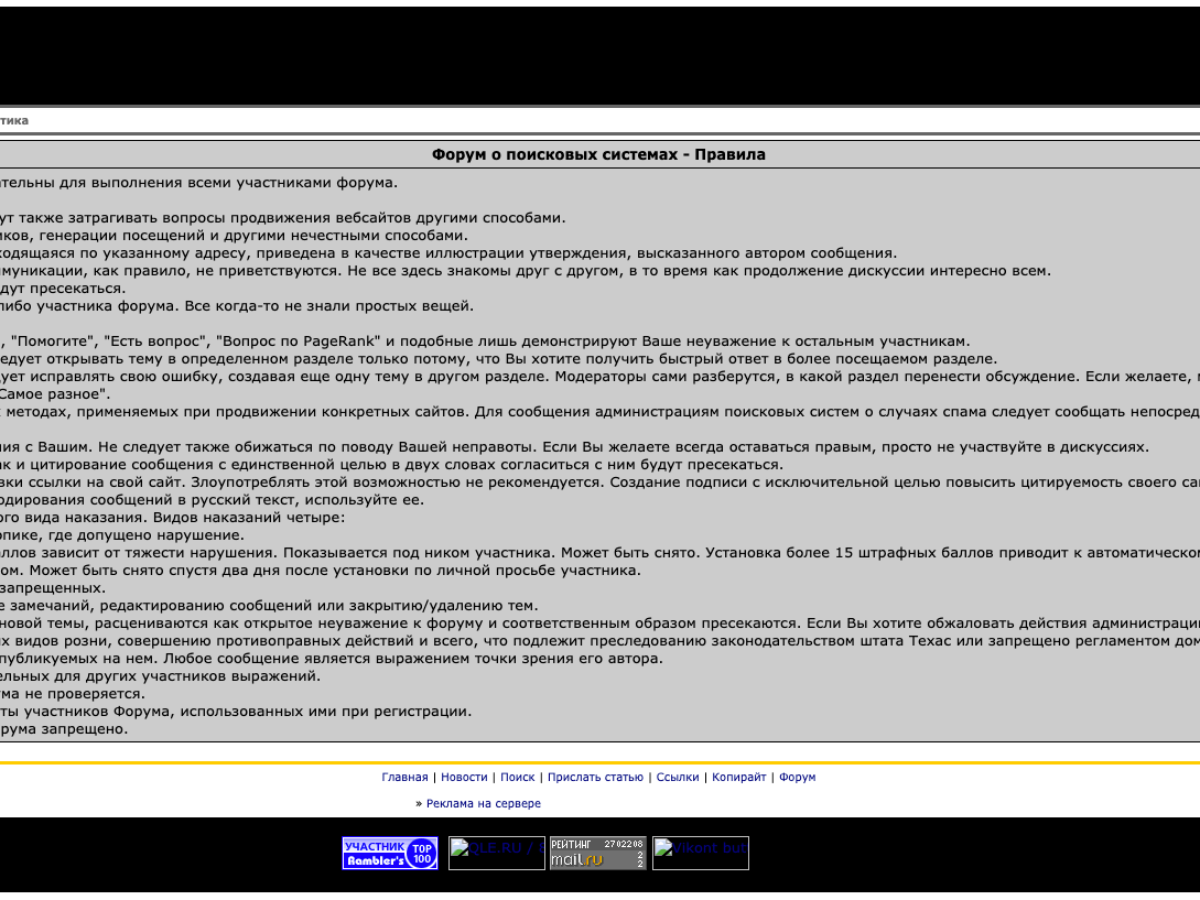 тика
Форум о поисковых системах - Правила
ательны для выполнения всеми участниками форума.
ут также затрагивать вопросы продвижения вебсайтов другими способами.
иков, генерации посещений и другими нечестными способами.
ходящаяся по указанному адресу, приведена в качестве иллюстрации утверждения, высказанного автором сообщения.
ммуникации, как правило, не приветствуются. Не все здесь знакомы друг с другом, в то время как продолжение дискуссии интересно всем.
дут пресекаться.
либо участника форума. Все когда-то не знали простых вещей.
, "Помогите", "Есть вопрос", "Вопрос по PageRank" и подобные лишь демонстрируют Ваше неуважение к остальным участникам.
едует открывать тему в определенном разделе только потому, что Вы хотите получить быстрый ответ в более посещаемом разделе.
ует исправлять свою ошибку, создавая еще одну тему в другом разделе. Модераторы сами разберутся, в какой раздел перенести обсуждение. Если желаете,
Самое разное".
методах, применяемых при продвижении конкретных сайтов. Для сообщения администрациям поисковых систем о случаях спама следует сообщать непосред
ния с Вашим. Не следует также обижаться по поводу Вашей неправоты. Если Вы желаете всегда оставаться правым, просто не участвуйте в дискуссиях.
ак и цитирование сообщения с единственной целью в двух словах согласиться с ним будут пресекаться.
вки ссылки на свой сайт. Злоупотреблять этой возможностью не рекомендуется. Создание подписи с исключительной целью повысить цитируемость своего са
одирования сообщений в русский текст, используйте ее.
ого вида наказания. Видов наказаний четыре:
опике, где допущено нарушение.
аллов зависит от тяжести нарушения. Показывается под ником участника. Может быть снято. Установка более 15 штрафных баллов приводит к автоматическо
ом. Может быть снято спустя два дня после установки по личной просьбе участника.
запрещенных.
е замечаний, редактированию сообщений или закрытию/удалению тем.
новой темы, расцениваются как открытое неуважение к форуму и соответственным образом пресекаются. Если Вы хотите обжаловать действия администраци
ых видов розни, совершению противоправных действий и всего, что подлежит преследованию законодательством штата Техас или запрещено регламентом дом
публикуемых на нем. Любое сообщение является выражением точки зрения его автора.
ельных для других участников выражений.
ма не проверяется.
ты участников Форума, использованных ими при регистрации.
рума запрещено.
Главная | Новости | Поиск | Прислать статью | Ссылки | Копирайт | Форум
» Реклама на сервере
УЧАСТНИК Rambler's TOP 100
QLE.RU /
РЕЙТИНГ 2702208
mail.ru 2 2
Vikont but